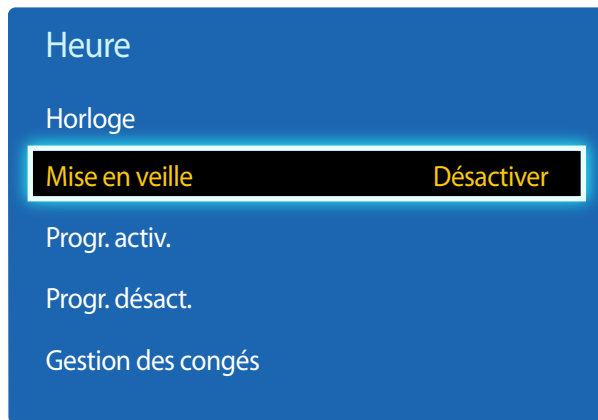 Heure
Horloge
Mise en veille Désactiver
Progr. activ.
Progr. désact.
Gestion des congés